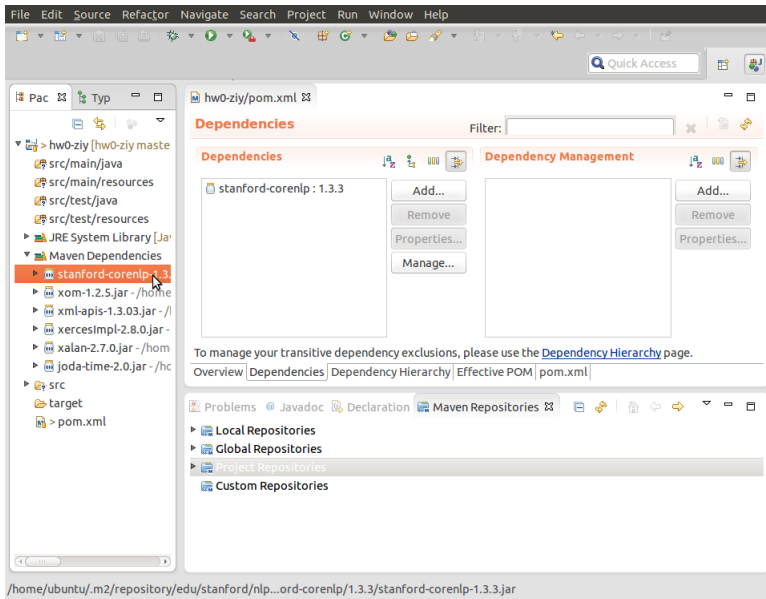 File Edit Source Refactor Navigate Search Project Run Window Help
Quick Access
Pac
Typ
> hw0-ziy [hw0-ziy maste
src/main/java
src/main/resources
src/test/java
src/test/resources
JRE System Library [Jav
Maven Dependencies
stanford-corenlp-1.3.
xom-1.2.5.jar - /home
xml-apis-1.3.03.jar - /l
xercesImpl-2.8.0.jar -
xalan-2.7.0.jar - /hom
joda-time-2.0.jar - /hc
src
target
> pom.xml
hw0-ziy/pom.xml
Dependencies
Filter:
Dependencies
stanford-corenlp : 1.3.3
Add...
Remove
Properties...
Manage...
Dependency Management
Add...
Remove
Properties...
To manage your transitive dependency exclusions, please use the Dependency Hierarchy page.
Overview Dependencies Dependency Hierarchy Effective POM pom.xml
Problems @ Javadoc Declaration Maven Repositories
Local Repositories
Global Repositories
Project Repositories
Custom Repositories
/home/ubuntu/.m2/repository/edu/stanford/nlp...ord-corenlp/1.3.3/stanford-corenlp-1.3.3.jar